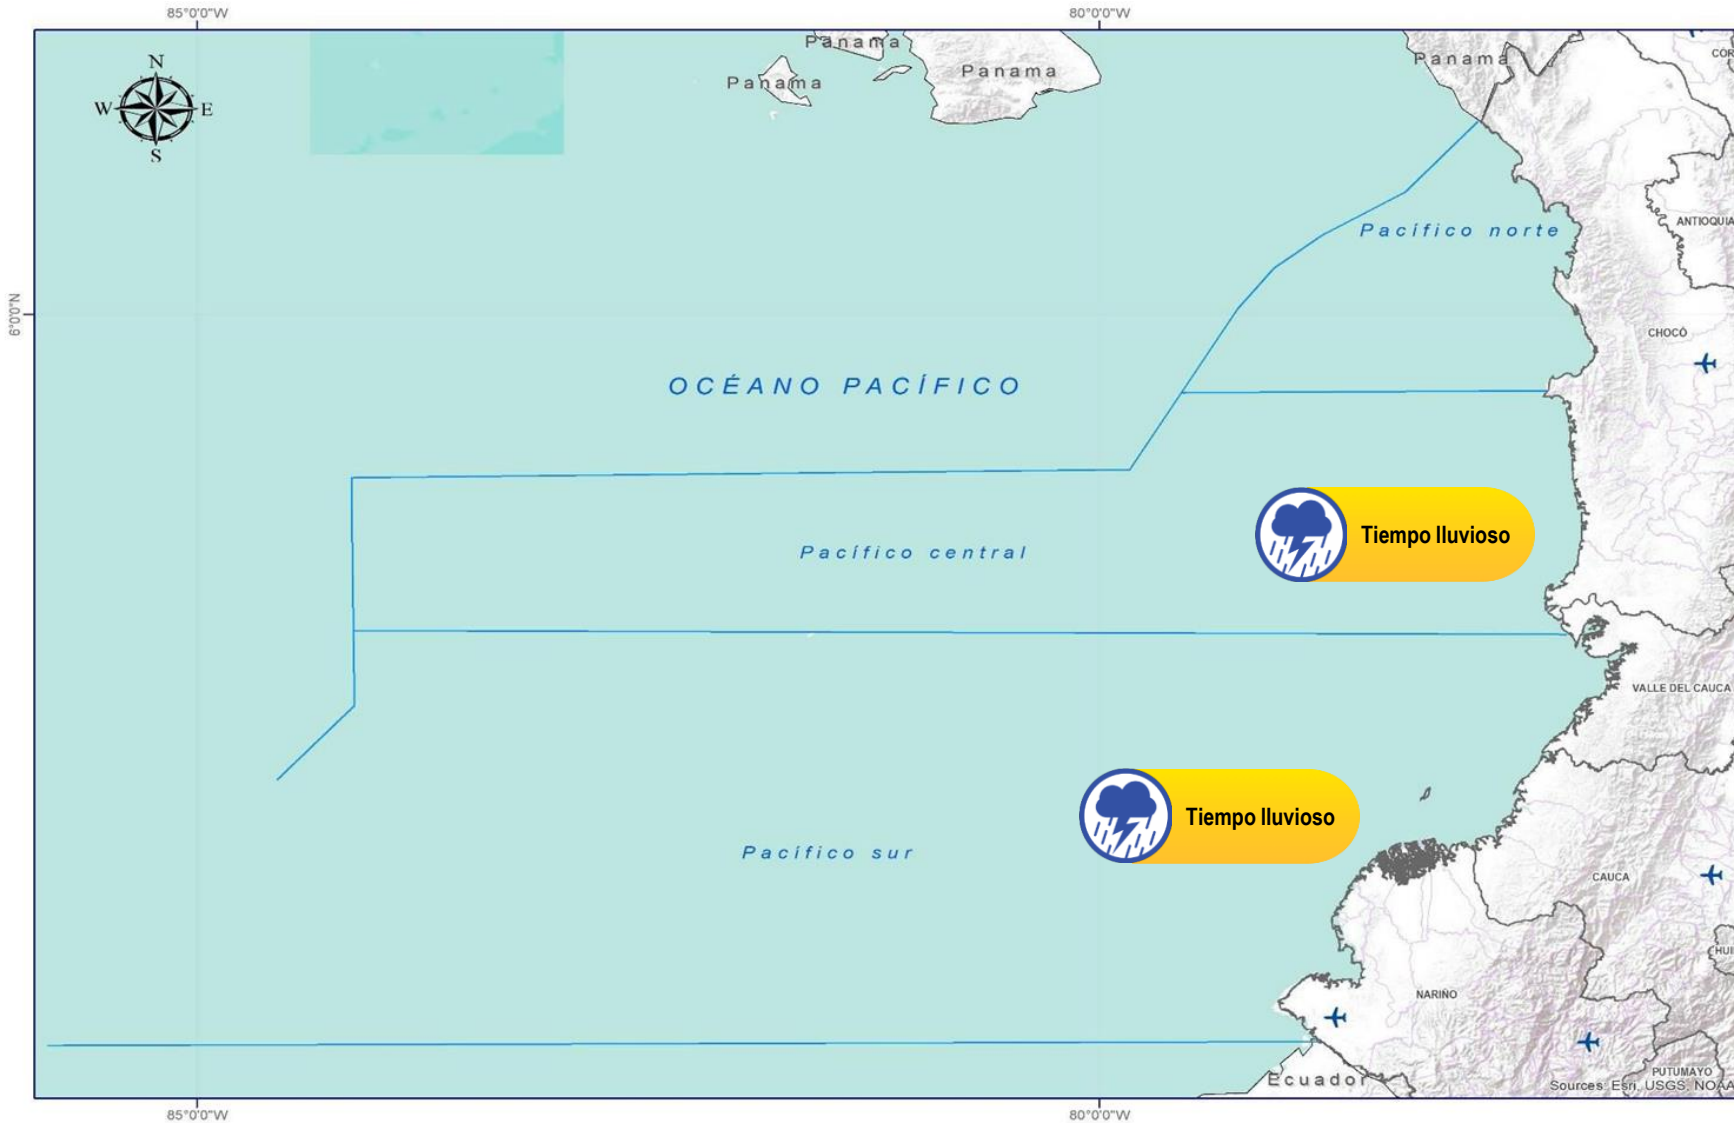 85°0'0"W
80°0'0"W
N
W E
S
Panama
Panama
Panama
Panama
COR
Pacífico norte
ANTIOQUIA
6°0'0"N
CHOCÓ
OCÉANO PACÍFICO
Tiempo lluvioso
Pacífico central
VALLE DEL CAUCA
Tiempo lluvioso
Pacífico sur
CAUCA
HUI
NARIÑO
PUTUMAYO
Ecuador
Sources: Esri, USGS, NOAA
85°0'0"W
80°0'0"W